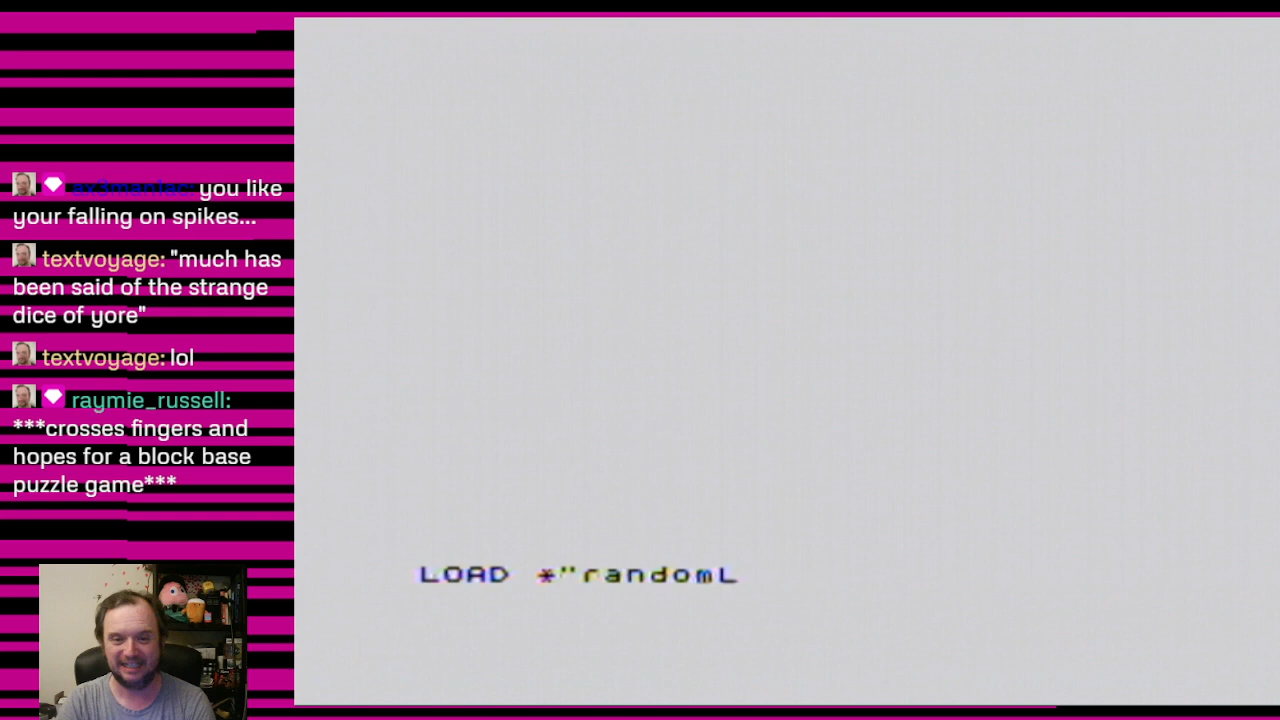 ax3maniac: you like
your falling on spikes...
textvoyage: "much has
been said of the strange
dice of yore"
textvoyage: lol
raymie_russell:
***crosses fingers and
hopes for a block base
puzzle game***
LOAD *"randomL